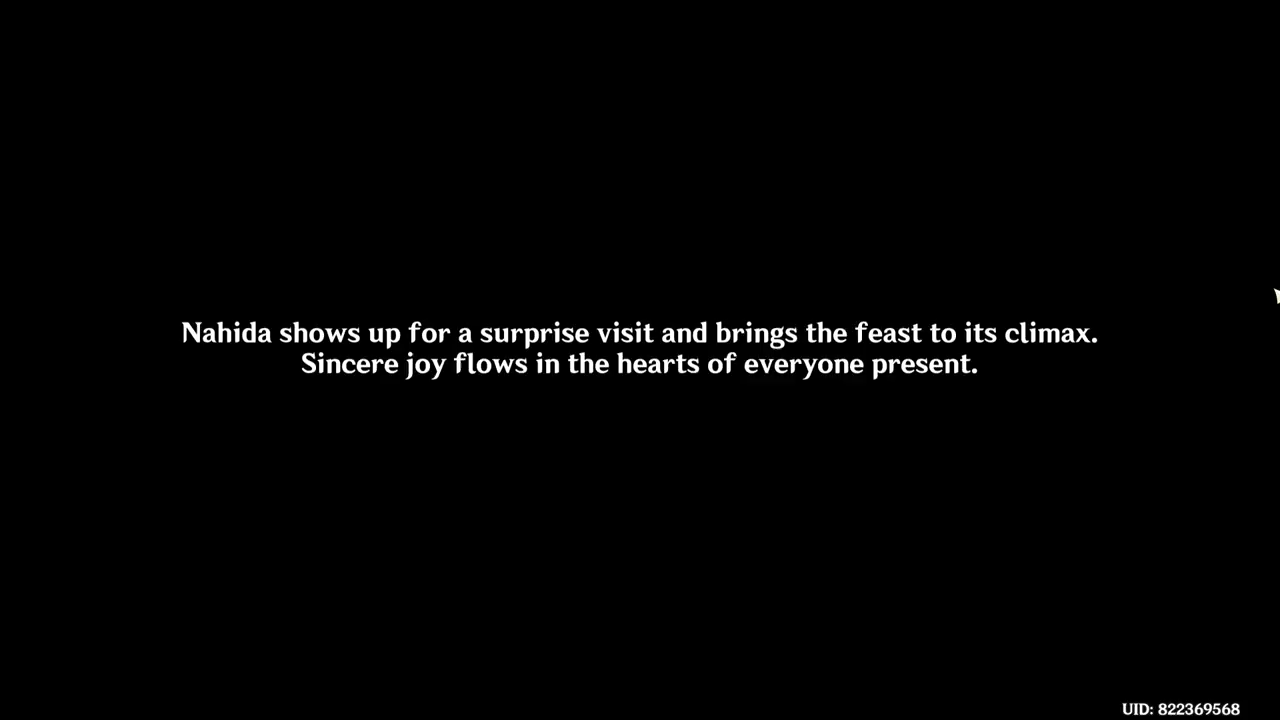 Nahida shows up for a surprise visit and brings the feast to its climax.
Sincere joy flows in the hearts of everyone present.
UID: 822369568